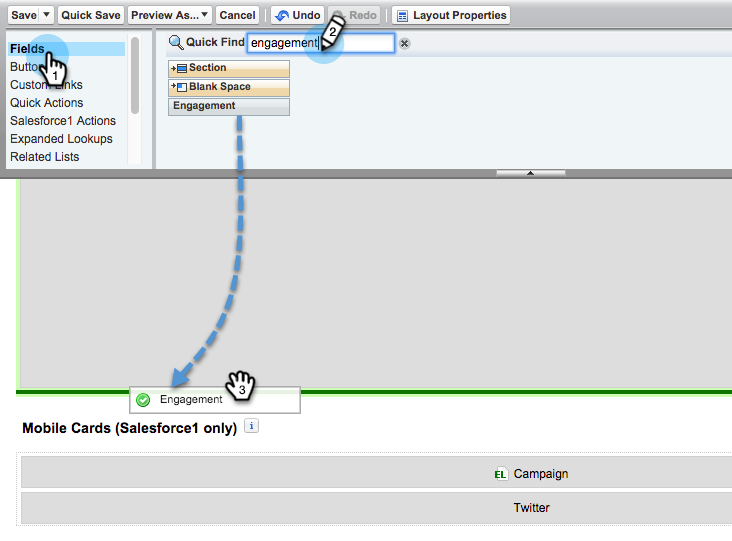 Save Quick Save Preview As... Cancel Undo Redo Layout Properties
Fields
Quick Find engagement
2
1
Button
Custom Links
Quick Actions
Salesforce1 Actions
Expanded Lookups
Related Lists
Section
Blank Space
Engagement
Engagement
3
Mobile Cards (Salesforce1 only) i
EL Campaign
Twitter